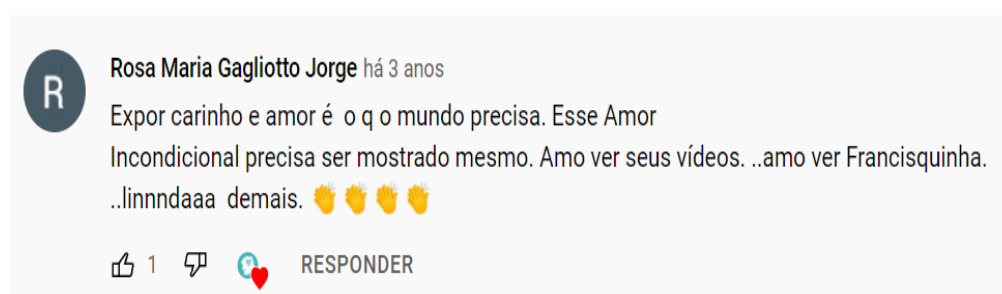 R
Rosa Maria Gagliotto Jorge há 3 anos
Expor carinho e amor é o q o mundo precisa. Esse Amor
Incondicional precisa ser mostrado mesmo. Amo ver seus vídeos. ..amo ver Francisquinha.
..linnndaaa demais. 👏👏👏👏
1 RESPONDER